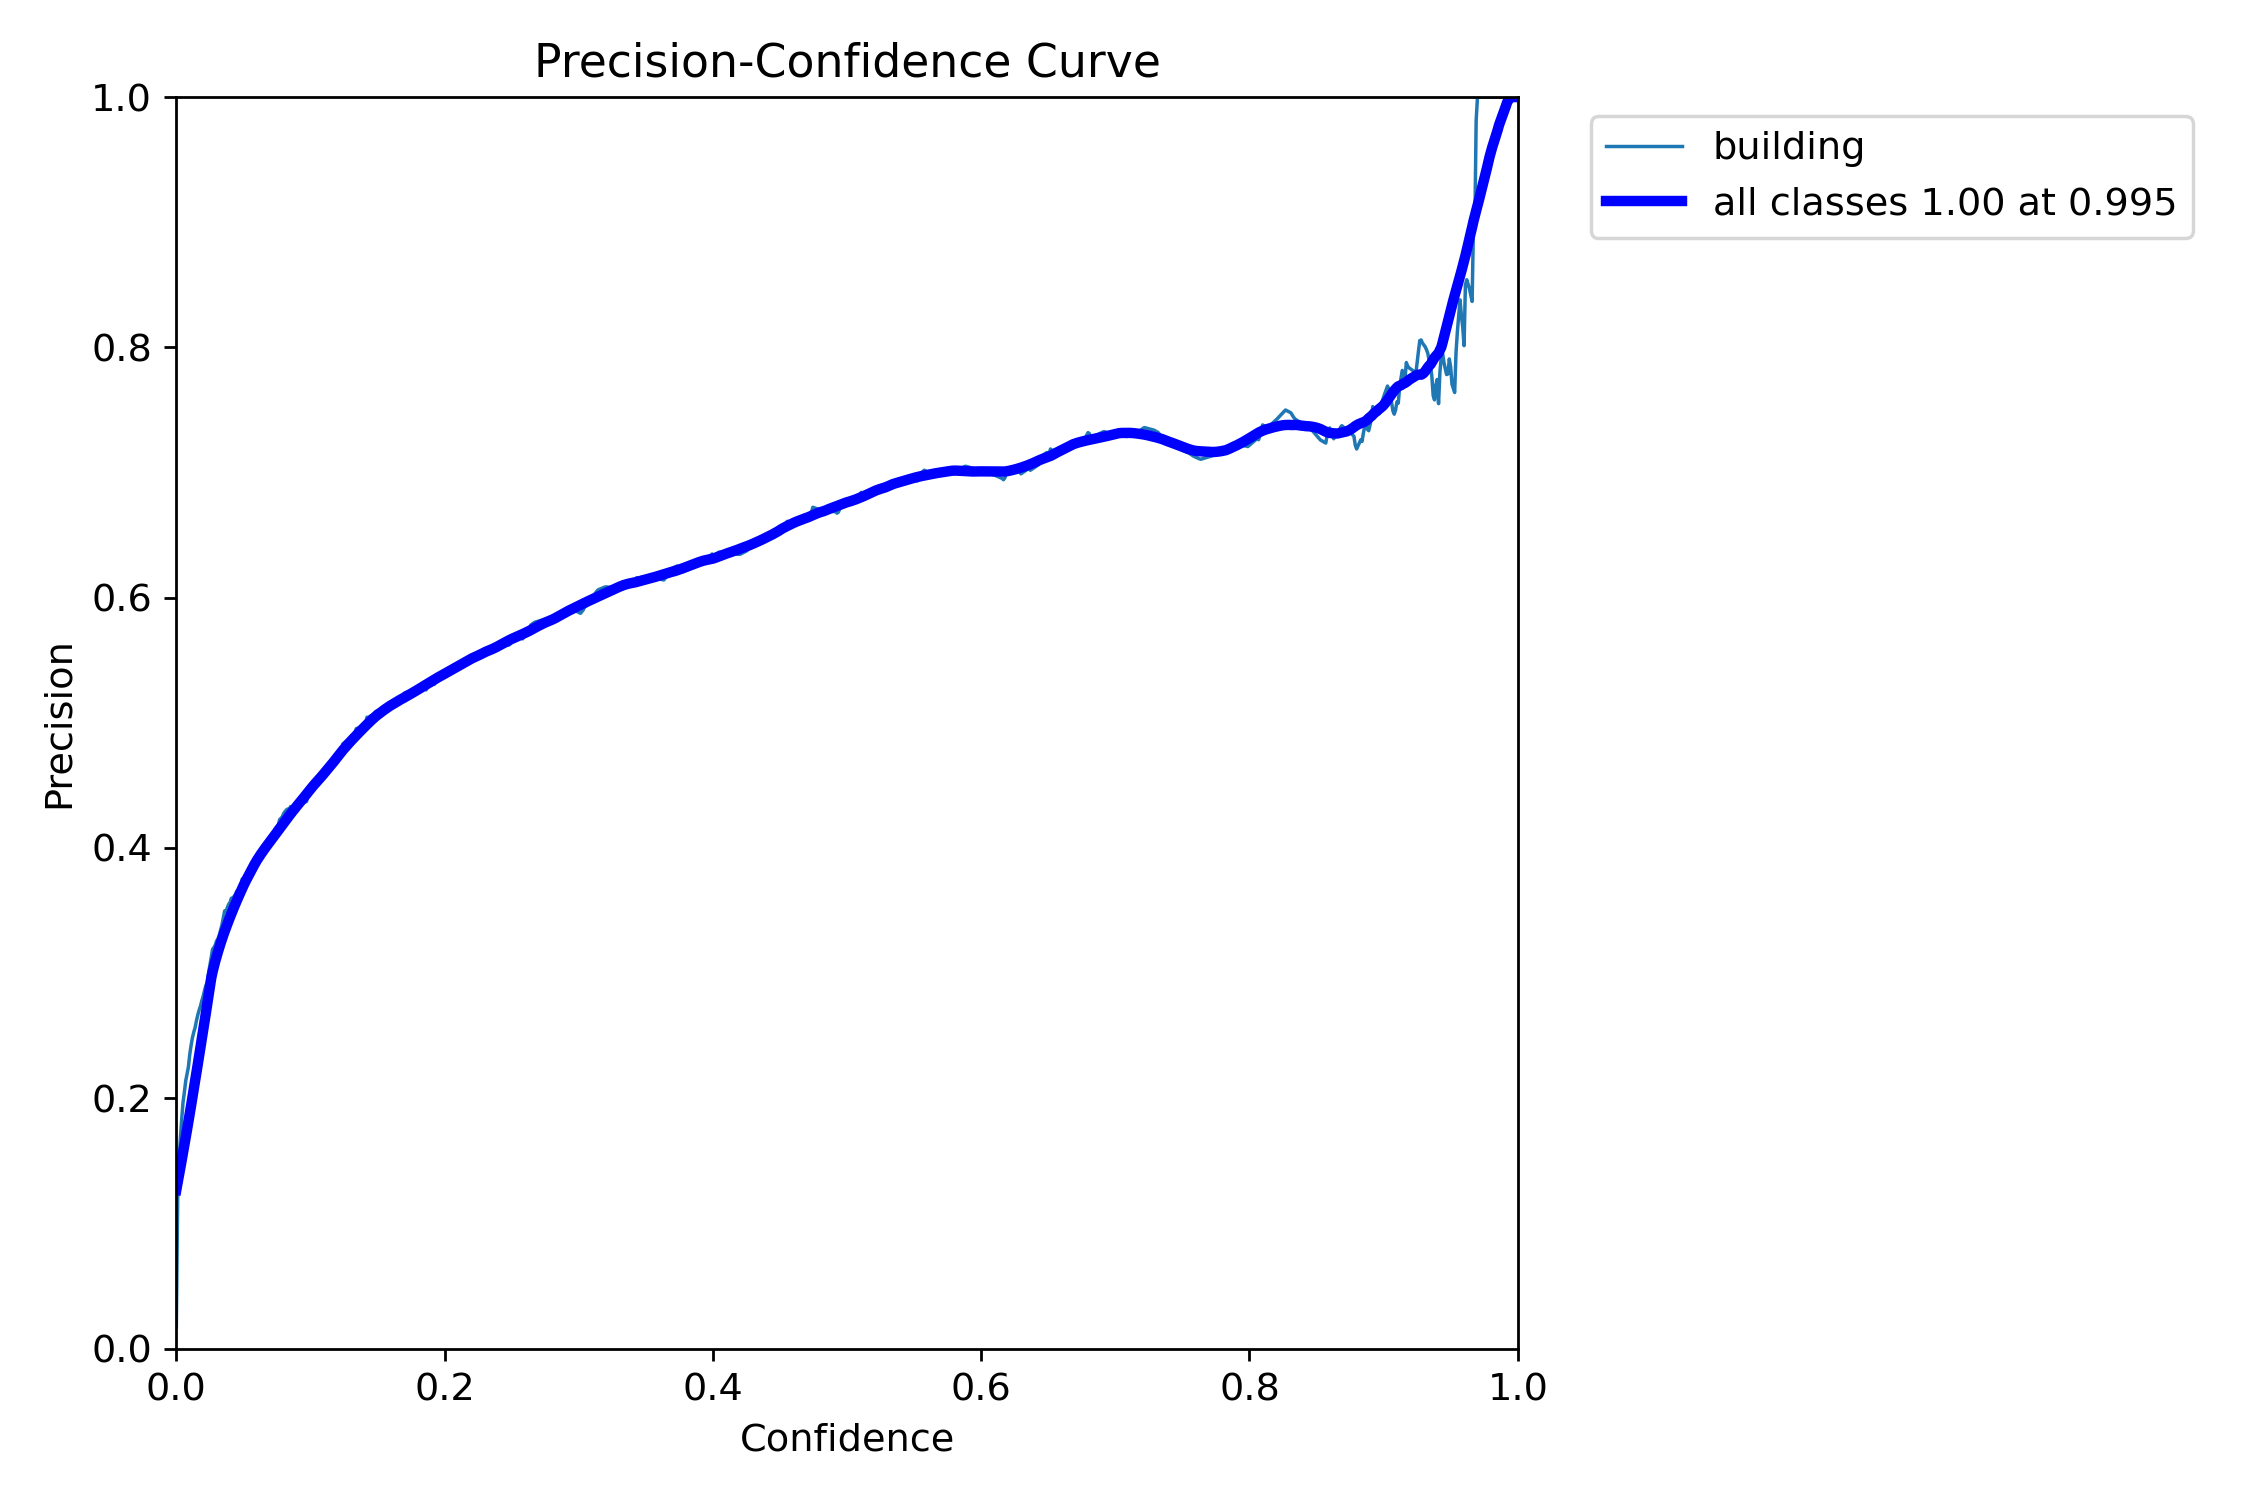 Precision-Confidence Curve
1.0
0.8
0.6
0.4
0.2
0.0
Precision
0.0 0.2 0.4 0.6 0.8 1.0
Confidence
building
all classes 1.00 at 0.995